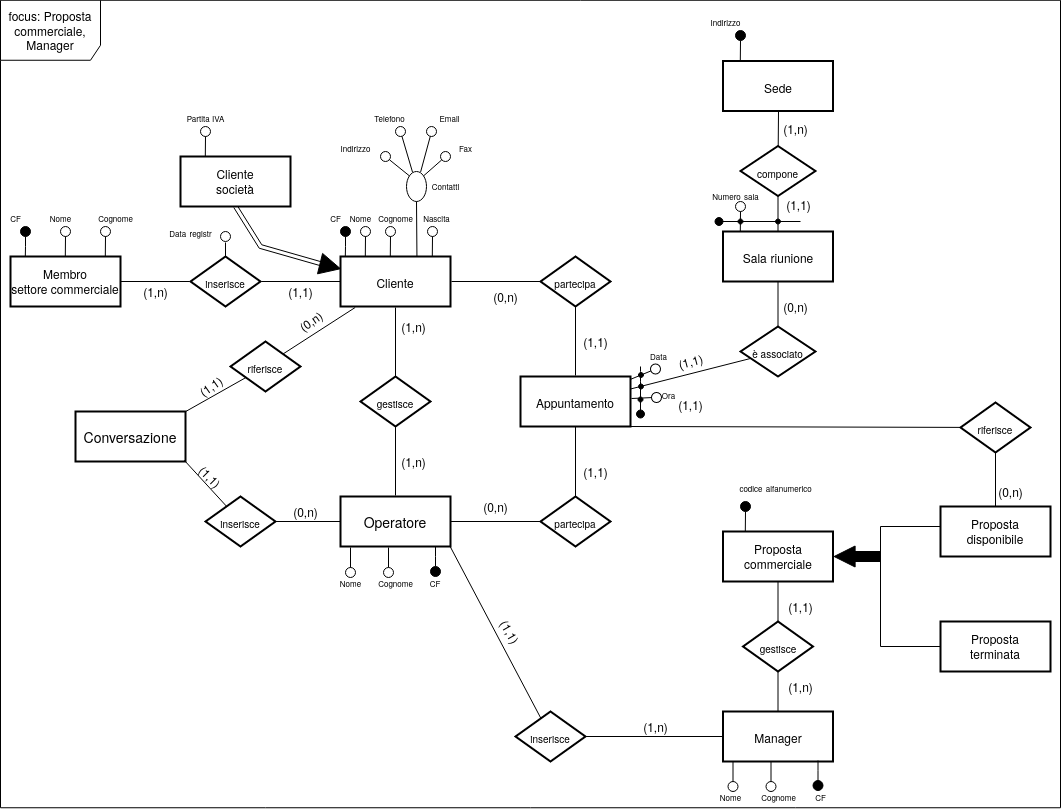 focus: Proposta
commerciale,
Manager
Indirizzo
Sede
(1,n)
compone
Numero sala
(1,1)
Sala riunione
(0,n)
è associato
Partita IVA
Cliente
società
Telefono
Email
Indirizzo
Fax
Contatti
CF
Nome
Cognome
Data registr
CF
Nome
Cognome
Nascita
Membro
settore commerciale
(1,n)
inserisce
(1,1)
Cliente
(0,n)
partecipa
(0,n)
riferisce
(1,1)
(1,n)
gestisce
(1,n)
(1,1)
Appuntamento
Data
(1,1)
Ora
(1,1)
riferisce
(0,n)
Conversazione
(1,1)
inserisce
(0,n)
Operatore
(0,n)
(1,1)
partecipa
Nome
Cognome
CF
codice alfanumerico
Proposta
commerciale
Proposta
disponibile
Proposta
terminata
(1,1)
gestisce
(1,n)
(1,1)
inserisce
(1,n)
Manager
Nome
Cognome
CF